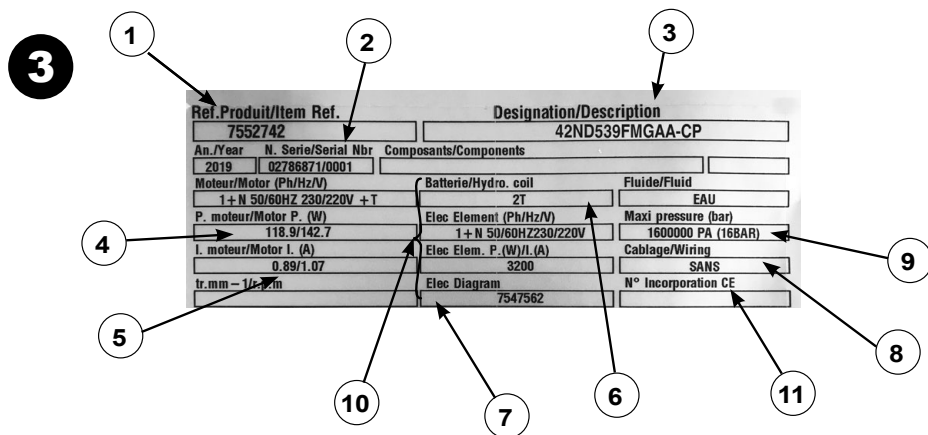 1
2
3
3
Ref.Produit/Item Ref.
Designation/Description
7552742
42ND539FMGAA-CP
An./Year
N. Serie/Serial Nbr
Composants/Components
2019
02786871/0001
Moteur/Motor (Ph/Hz/V)
Batterie/Hydro. coil
Fluide/Fluid
1+N 50/60HZ 230/220V +T
2T
EAU
P. moteur/Motor P. (W)
Elec Element (Ph/Hz/V)
Maxi pressure (bar)
4
118.9/142.7
1+N 50/60HZ230/220V
1600000 PA (16BAR)
9
I. moteur/Motor I. (A)
Elec Elem. P.(W)/I.(A)
Cablage/Wiring
0.89/1.07
3200
SANS
tr.mm-1/r.p.m
Elec Diagram
N° Incorporation CE
7547562
5
10
7
6
11
8